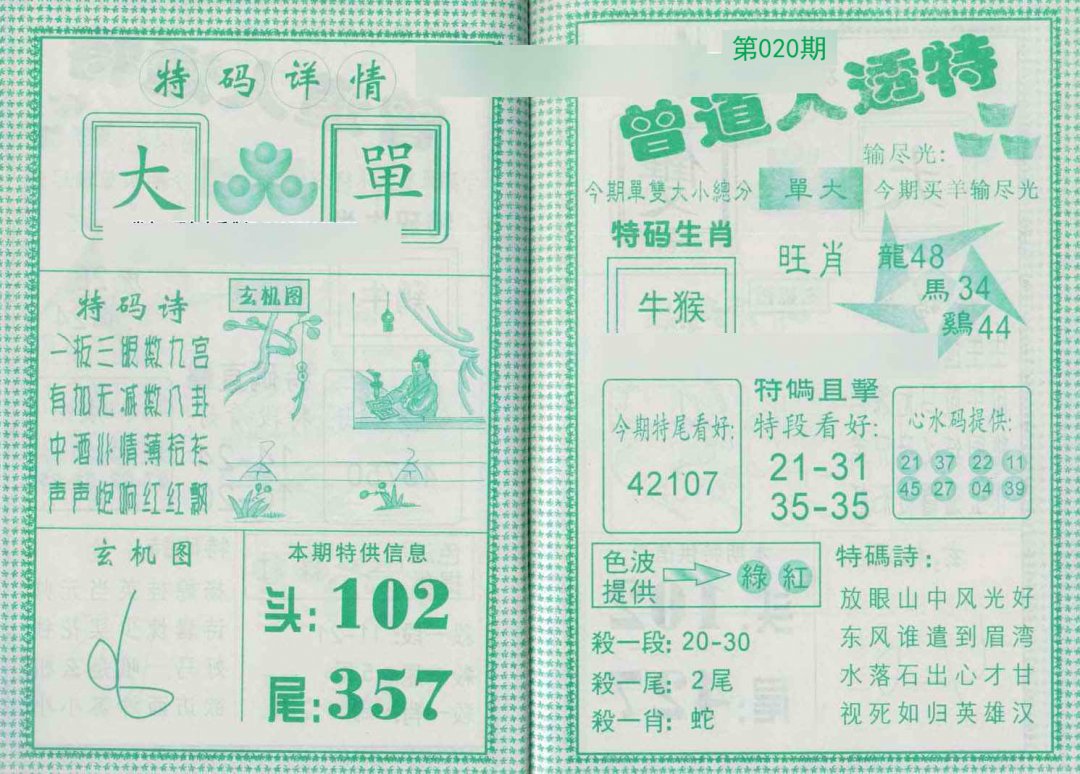 特码详情
大 單
特码诗
一板三眼数九宫
有加无减数八卦
中酒心情薄袷衫
声声炮响红红飘
玄机图
玄机图
本期特供信息
头:102
尾:357
第020期
曾道人透特
输尽光:
今期單雙大小總分 單大 今期买羊输尽光
特码生肖
牛猴
旺肖 龍48
馬34
鷄44
今期特尾看好:
42107
特碼且擊
特段看好:
21-31
35-35
心水码提供:
21 37 22 11
45 27 04 39
色波提供 綠 紅
殺一段: 20-30
殺一尾: 2尾
殺一肖: 蛇
特碼詩:
放眼山中风光好
东风谁遣到眉湾
水落石出心才甘
视死如归英雄汉